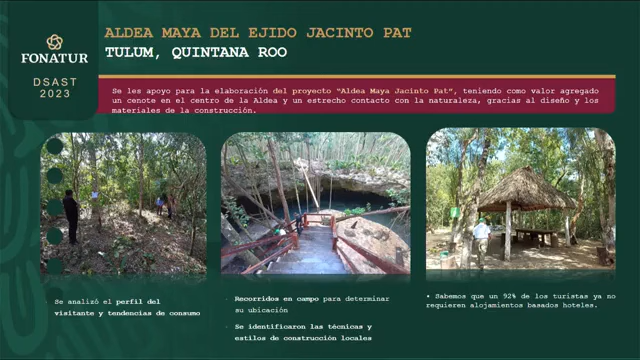 ALDEA MAYA DEL EJIDO JACINTO PAT
TULUM, QUINTANA ROO
FONATUR
DSAST
2023
Se les apoyo para la elaboración del proyecto "Aldea Maya Jacinto Pat", teniendo como valor agregado
un cenote en el centro de la Aldea y un estrecho contacto con la naturaleza, gracias al diseño y los
materiales de la construcción.
Se analizó el perfil del
visitante y tendencias de consumo
Recorridos en campo para determinar
su ubicación
Se identificaron las técnicas y
estilos de construcción locales
• Sabemos que un 92% de los turistas ya no
requieren alojamientos basados hoteles.